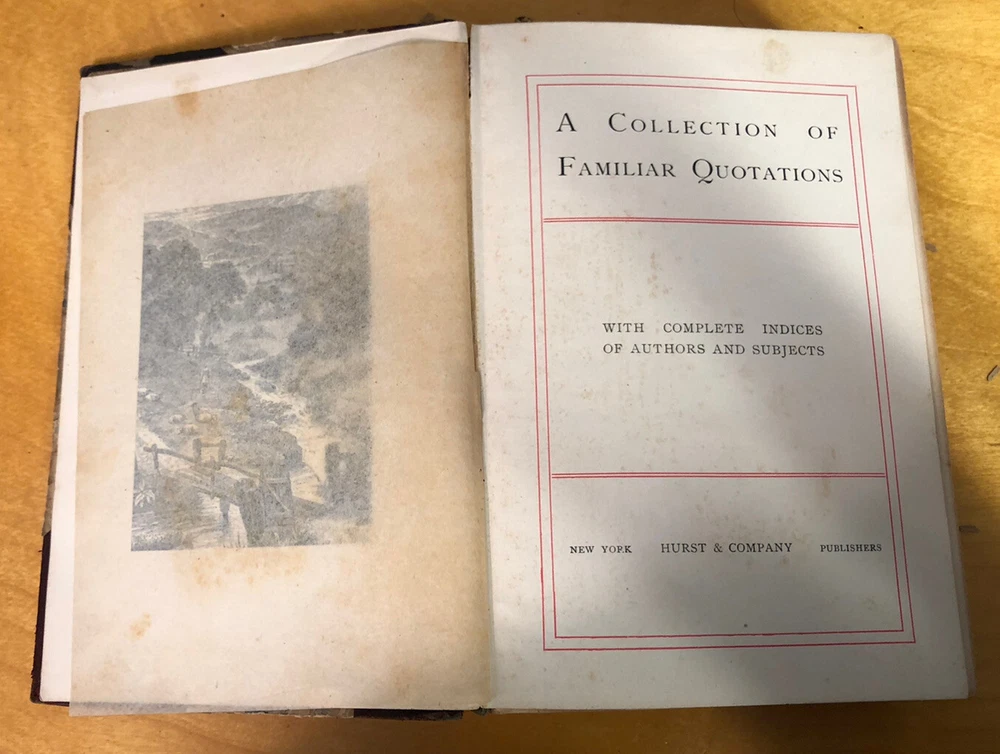 A COLLECTION OF
FAMILIAR QUOTATIONS
WITH COMPLETE INDICES
OF AUTHORS AND SUBJECTS
NEW YORK HURST & COMPANY PUBLISHERS